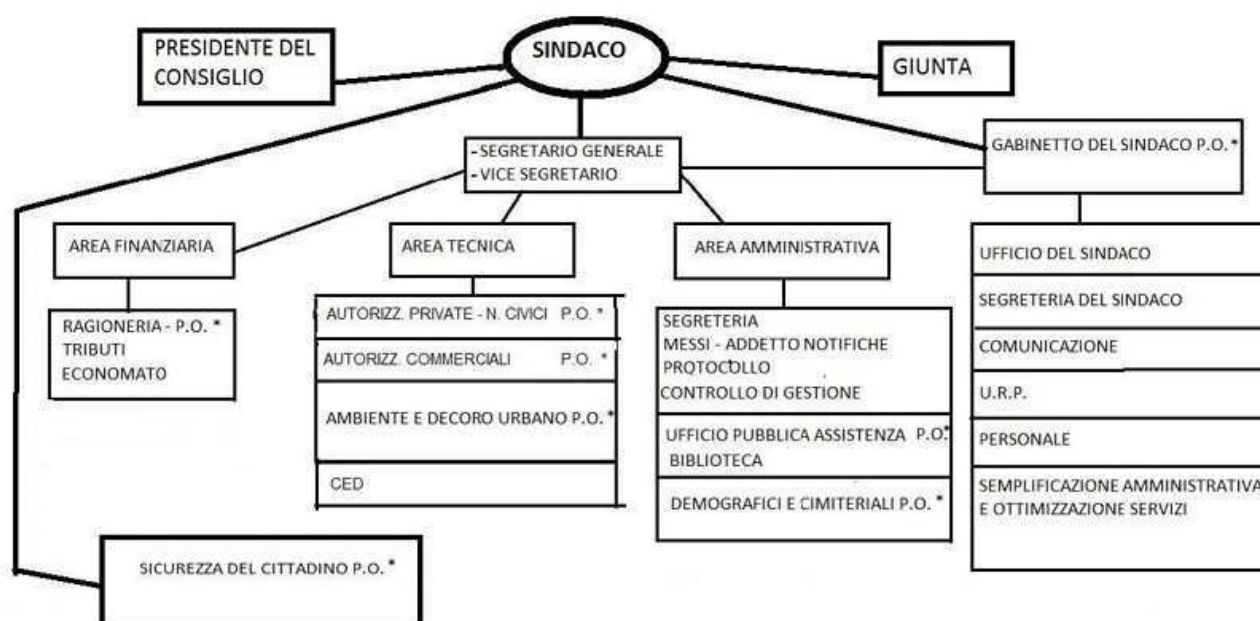 PRESIDENTE DEL
CONSIGLIO
SINDACO
GIUNTA
-SEGRETARIO GENERALE
-VICE SEGRETARIO
GABINETTO DEL SINDACO P.O. *
AREA FINANZIARIA
AREA TECNICA
AREA AMMINISTRATIVA
RAGIONERIA - P.O. *
TRIBUTI
ECONOMATO
AUTORIZZ. PRIVATE - N. CIVICI P.O. *
AUTORIZZ. COMMERCIALI P.O. *
AMBIENTE E DECORO URBANO P.O. *
CED
SEGRETERIA
MESSI - ADDETTO NOTIFICHE
PROTOCOLLO
CONTROLLO DI GESTIONE
UFFICIO PUBBLICA ASSISTENZA P.O.*
BIBLIOTECA
DEMOGRAFICI E CIMITERIALI P.O. *
UFFICIO DEL SINDACO
SEGRETERIA DEL SINDACO
COMUNICAZIONE
U.R.P.
PERSONALE
SEMPLIFICAZIONE AMMINISTRATIVA
E OTTIMIZZAZIONE SERVIZI
SICUREZZA DEL CITTADINO P.O. *